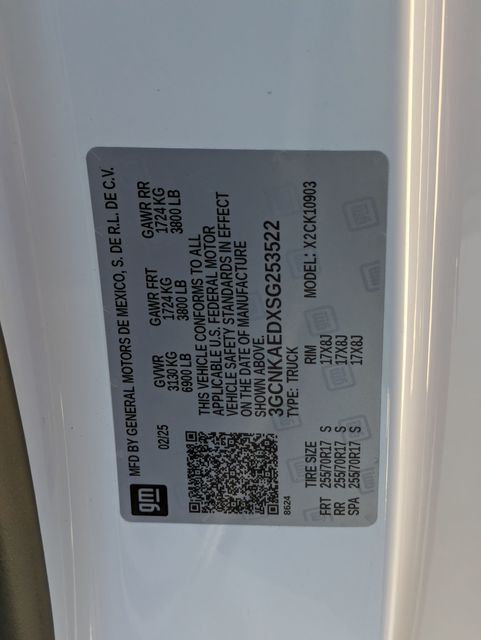 MFD BY GENERAL MOTORS DE MEXICO, S. DE R.L. DE C.V.
gm
02/25
GVWR GAWR FRT GAWR RR
3130 KG 1724 KG 1724 KG
6900 LB 3800 LB 3800 LB
THIS VEHICLE CONFORMS TO ALL
APPLICABLE U.S. FEDERAL MOTOR
VEHICLE SAFETY STANDARDS IN EFFECT
ON THE DATE OF MANUFACTURE
SHOWN ABOVE.
3GCNKAEDXSG253522
TYPE: TRUCK MODEL: X2CK10903
8624
TIRE SIZE RIM
FRT 255/70R17 S 17X8J
RR 255/70R17 S 17X8J
SPA 255/70R17 S 17X8J